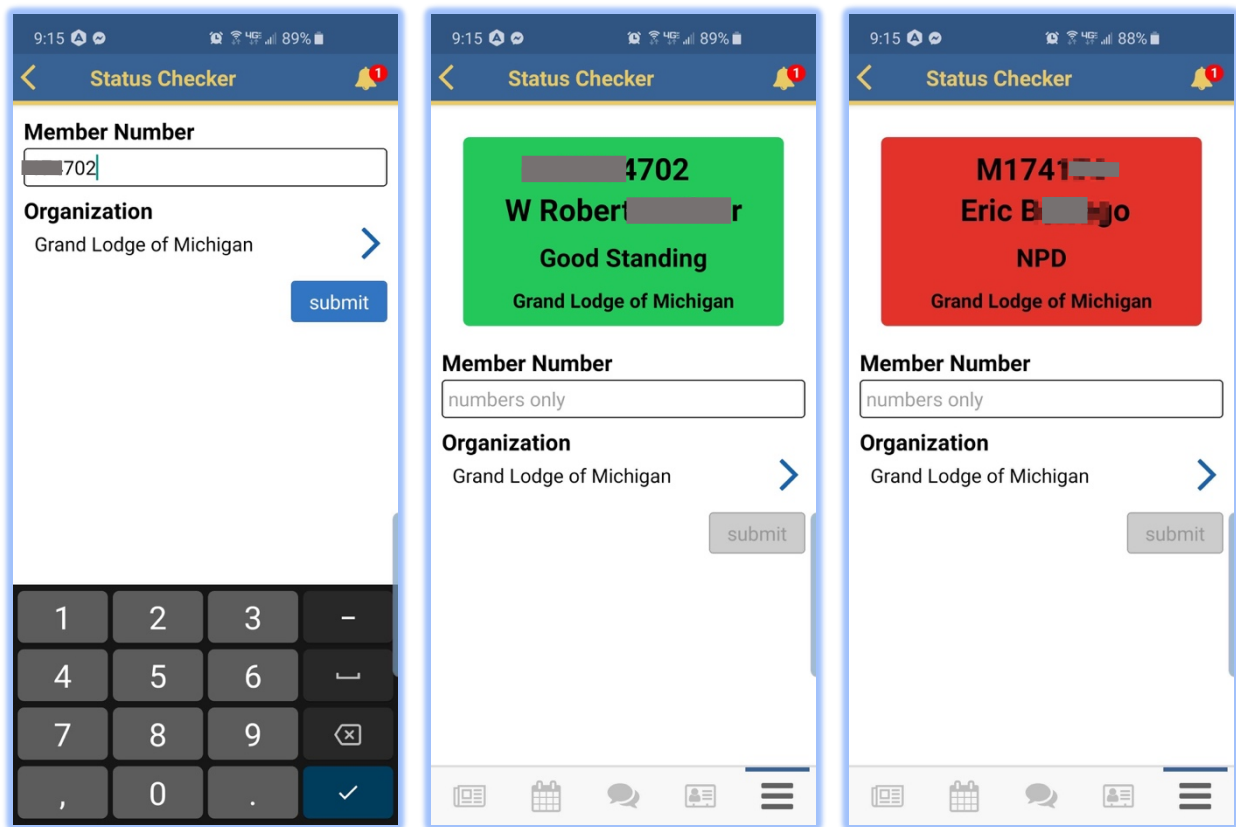 9:15 89%
Status Checker 1
Member Number
702
Organization
Grand Lodge of Michigan
submit
1 2 3 –
4 5 6
7 8 9
, 0 .
9:15 89%
Status Checker 1
4702
W Rober r
Good Standing
Grand Lodge of Michigan
Member Number
numbers only
Organization
Grand Lodge of Michigan
submit
9:15 88%
Status Checker 1
M174
Eric B go
NPD
Grand Lodge of Michigan
Member Number
numbers only
Organization
Grand Lodge of Michigan
submit